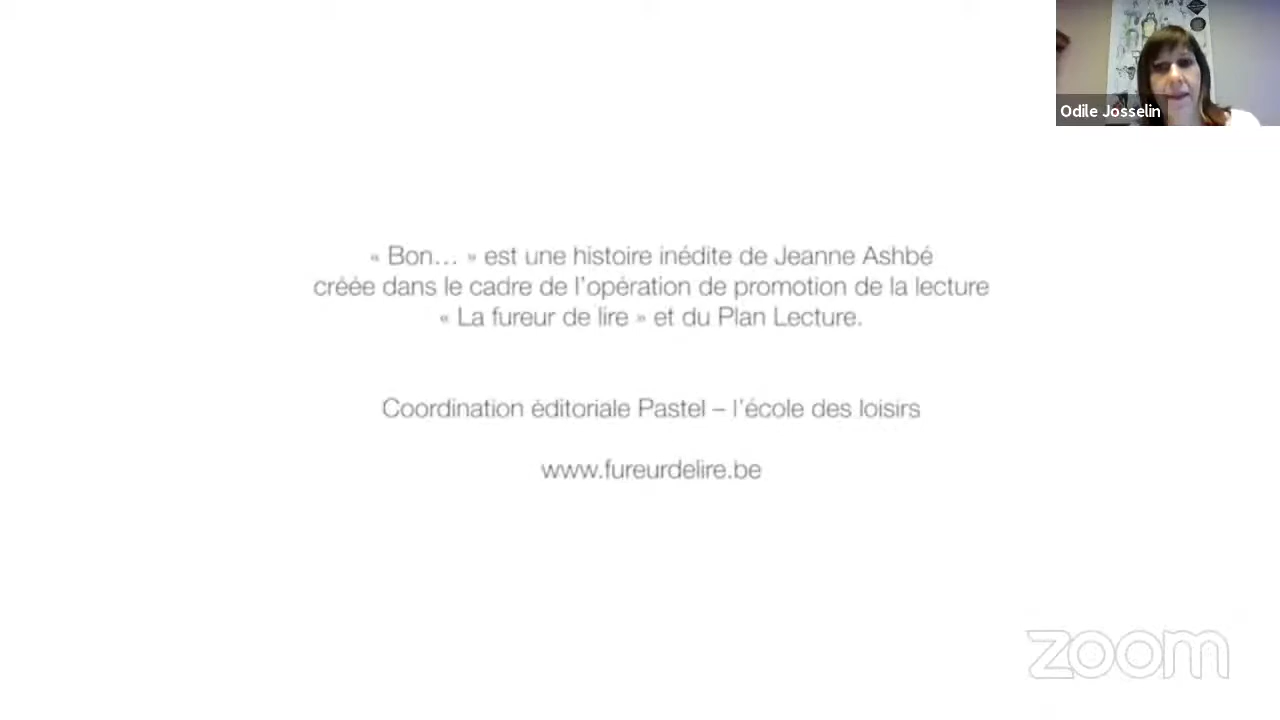 Odile Josselin
« Bon... » est une histoire inédite de Jeanne Ashbé
créée dans le cadre de l'opération de promotion de la lecture
« La fureur de lire » et du Plan Lecture.
Coordination éditoriale Pastel – l'école des loisirs
www.fureurdelire.be
zoom